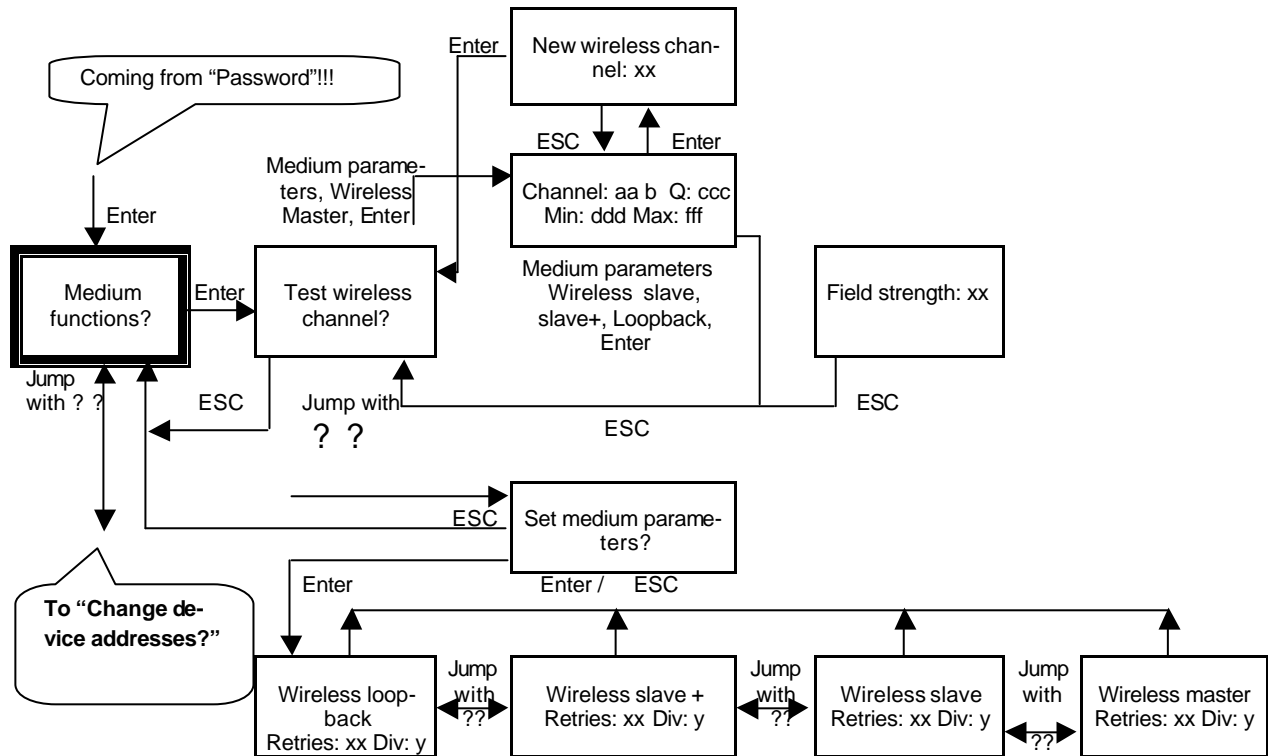 Enter
New wireless chan-
nel: xx
Coming from “Password”!!!
ESC
Enter
Medium parame-
ters, Wireless
Master, Enter
Channel: aa b Q: ccc
Min: ddd Max: fff
Enter
Medium
functions?
Enter
Test wireless
channel?
Medium parameters
Wireless slave,
slave+, Loopback,
Enter
Field strength: xx
Jump
with ? ?
ESC
Jump with
? ?
ESC
ESC
ESC
Set medium parame-
ters?
Enter
Enter / ESC
To “Change de-
vice addresses?”
Wireless loop-
back
Retries: xx Div: y
Jump
with
??
Wireless slave +
Retries: xx Div: y
Jump
with
??
Wireless slave
Retries: xx Div: y
Jump
with
??
Wireless master
Retries: xx Div: y